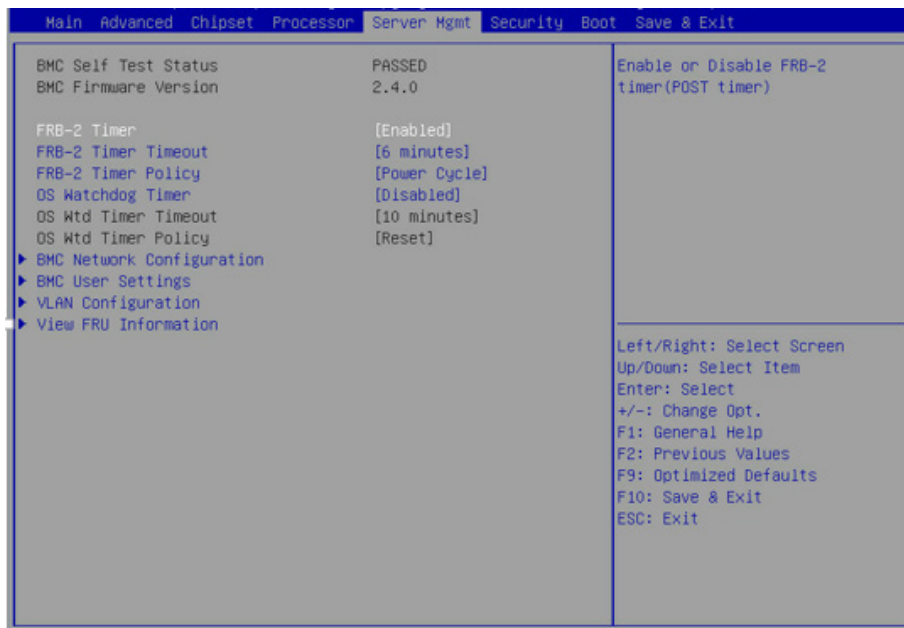 Main Advanced Chipset Processor Server Mgmt Security Boot Save & Exit
BMC Self Test Status PASSED
BMC Firmware Version 2.4.0
FRB-2 Timer [Enabled]
FRB-2 Timer Timeout [6 minutes]
FRB-2 Timer Policy [Power Cycle]
OS Watchdog Timer [Disabled]
OS Wtd Timer Timeout [10 minutes]
OS Wtd Timer Policy [Reset]
BMC Network Configuration
BMC User Settings
VLAN Configuration
View FRU Information
Enable or Disable FRB-2
timer(POST timer)
Left/Right: Select Screen
Up/Down: Select Item
Enter: Select
+/-: Change Opt.
F1: General Help
F2: Previous Values
F9: Optimized Defaults
F10: Save & Exit
ESC: Exit